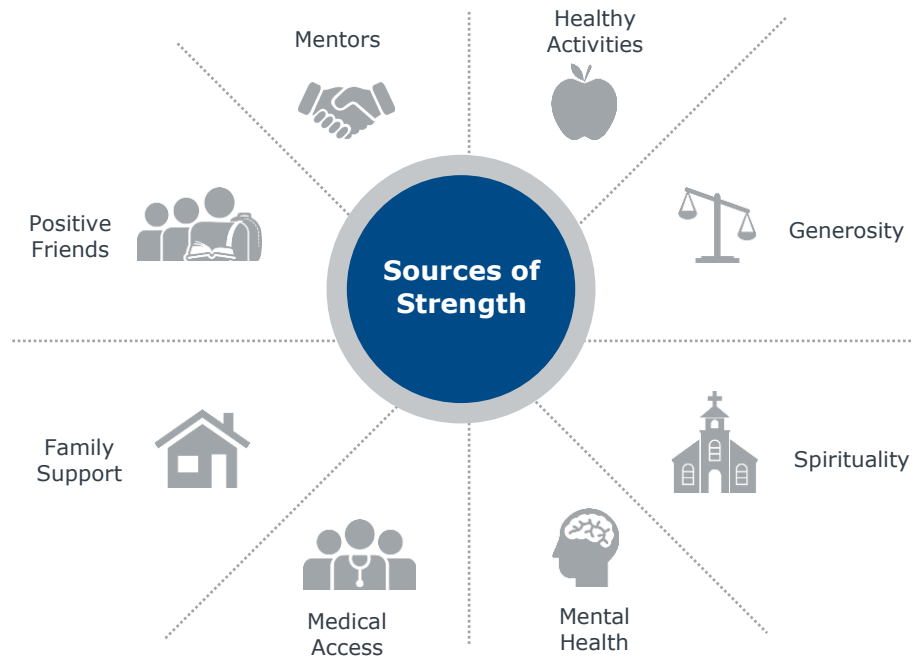 Mentors
Healthy
Activities
Positive
Friends
Generosity
Sources of
Strength
Family
Support
Spirituality
Medical
Access
Mental
Health